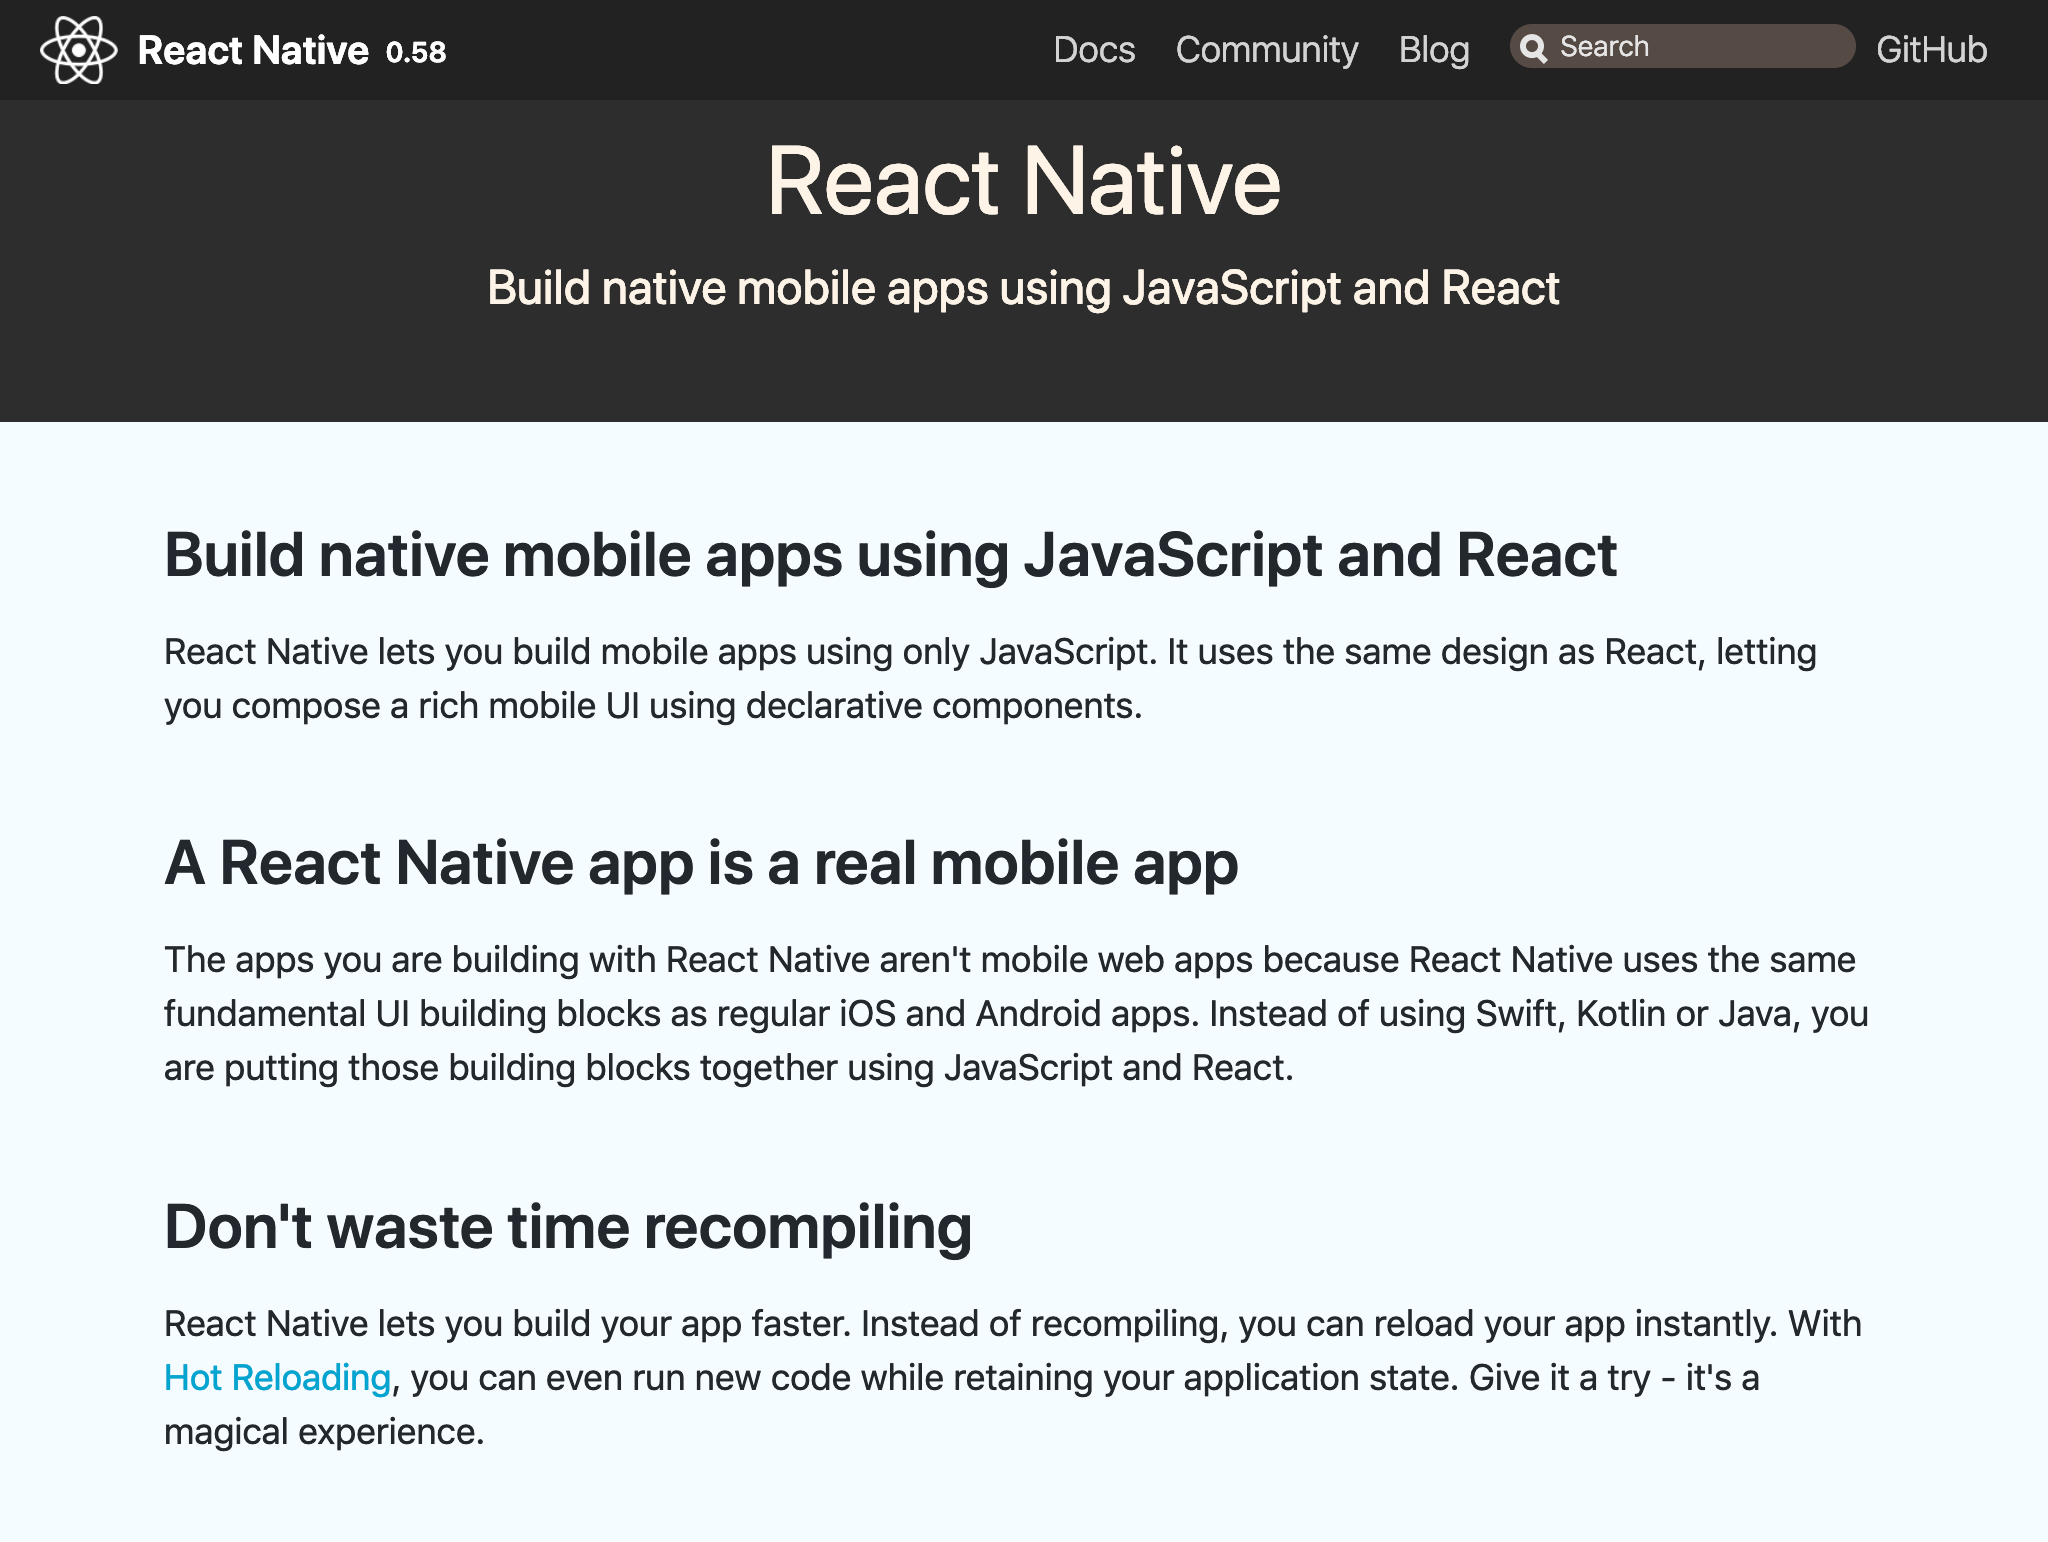 React Native 0.58
Docs Community Blog Search GitHub
React Native
Build native mobile apps using JavaScript and React
Build native mobile apps using JavaScript and React
React Native lets you build mobile apps using only JavaScript. It uses the same design as React, letting
you compose a rich mobile UI using declarative components.
A React Native app is a real mobile app
The apps you are building with React Native aren't mobile web apps because React Native uses the same
fundamental UI building blocks as regular iOS and Android apps. Instead of using Swift, Kotlin or Java, you
are putting those building blocks together using JavaScript and React.
Don't waste time recompiling
React Native lets you build your app faster. Instead of recompiling, you can reload your app instantly. With
Hot Reloading, you can even run new code while retaining your application state. Give it a try - it's a
magical experience.